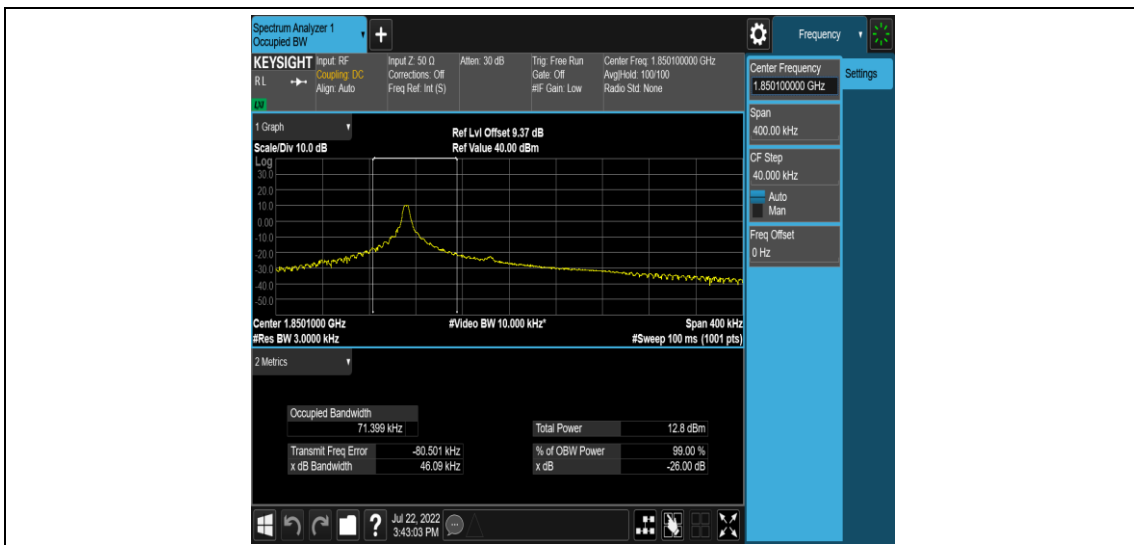 Spectrum Analyzer 1
Occupied BW
Frequency
KEYSIGHT
RL
Input: RF
Coupling: DC
Align: Auto
Input Z: 50 Ω
Corrections: Off
Freq Ref: Int (S)
Atten: 30 dB
Trig: Free Run
Gate: Off
#IF Gain: Low
Center Freq: 1.850100000 GHz
Avg|Hold: 100/100
Radio Std: None
Center Frequency
1.850100000 GHz
Settings
Span
400.00 kHz
CF Step
40.000 kHz
Auto
Man
Freq Offset
0 Hz
1 Graph
Scale/Div 10.0 dB
Ref Lvl Offset 9.37 dB
Ref Value 40.00 dBm
Log
30.0
20.0
10.0
0.00
-10.0
-20.0
-30.0
-40.0
-50.0
Center 1.8501000 GHz
#Res BW 3.0000 kHz
#Video BW 10.000 kHz*
Span 400 kHz
#Sweep 100 ms (1001 pts)
2 Metrics
Occupied Bandwidth
71.399 kHz
Total Power 12.8 dBm
Transmit Freq Error -80.501 kHz
% of OBW Power 99.00 %
x dB Bandwidth 46.09 kHz
x dB -26.00 dB
?
Jul 22, 2022
3:43:03 PM